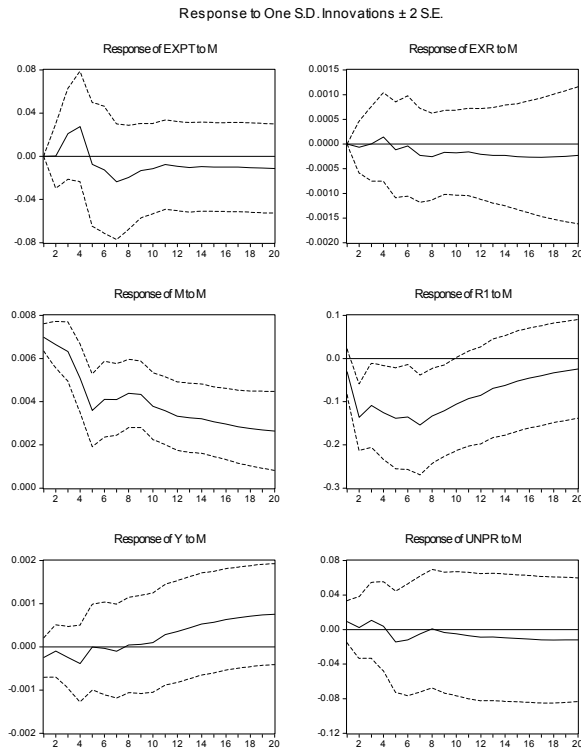 Response to One S.D. Innovations ± 2 S.E.
Response of EXPT to M
0.08
0.04
0.00
-0.04
-0.08
2 4 6 8 10 12 14 16 18 20
Response of EXR to M
0.0015
0.0010
0.0005
0.0000
-0.0005
-0.0010
-0.0015
-0.0020
2 4 6 8 10 12 14 16 18 20
Response of M to M
0.008
0.006
0.004
0.002
0.000
2 4 6 8 10 12 14 16 18 20
Response of R1 to M
0.1
0.0
-0.1
-0.2
-0.3
2 4 6 8 10 12 14 16 18 20
Response of Y to M
0.002
0.001
0.000
-0.001
-0.002
2 4 6 8 10 12 14 16 18 20
Response of UNPR to M
0.08
0.04
0.00
-0.04
-0.08
-0.12
2 4 6 8 10 12 14 16 18 20